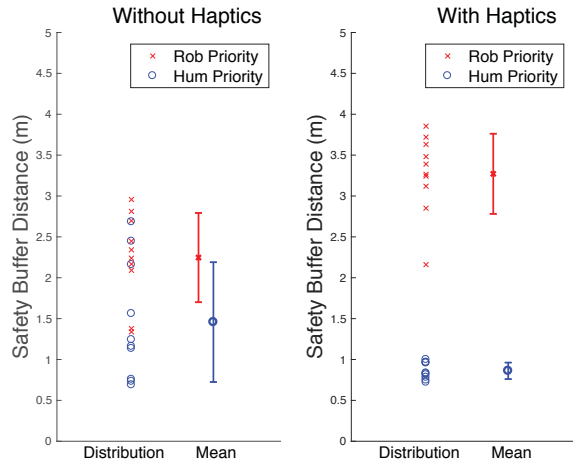 Without Haptics
Rob Priority
Hum Priority
Safety Buffer Distance (m)
5
4.5
4
3.5
3
2.5
2
1.5
1
0.5
0
Distribution
Mean
With Haptics
Rob Priority
Hum Priority
Safety Buffer Distance (m)
5
4.5
4
3.5
3
2.5
2
1.5
1
0.5
0
Distribution
Mean